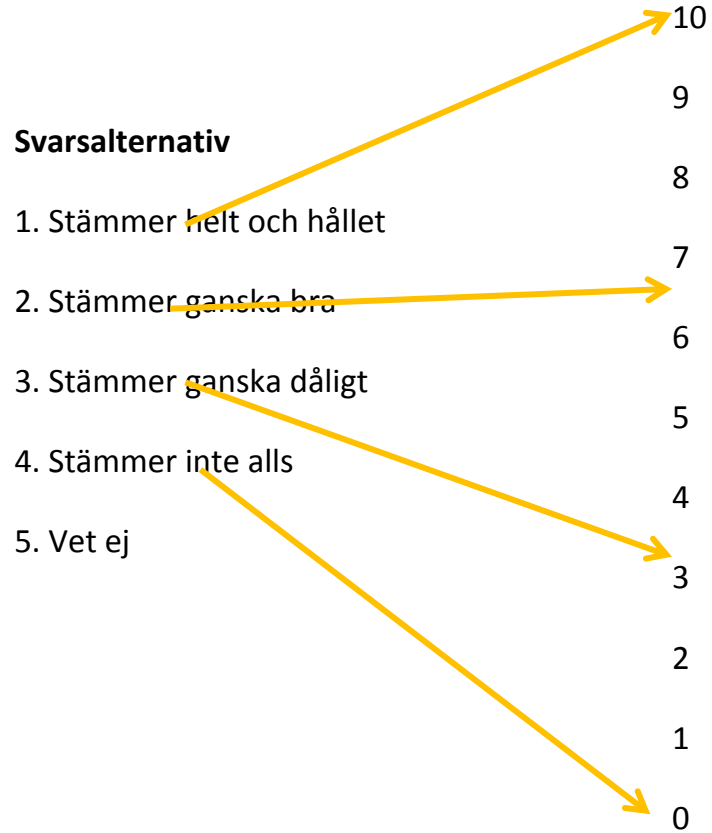 10
9
Svarsalternativ
8
1. Stämmer helt och hållet
7
2. Stämmer ganska bra
6
3. Stämmer ganska dåligt
5
4. Stämmer inte alls
4
5. Vet ej
3
2
1
0